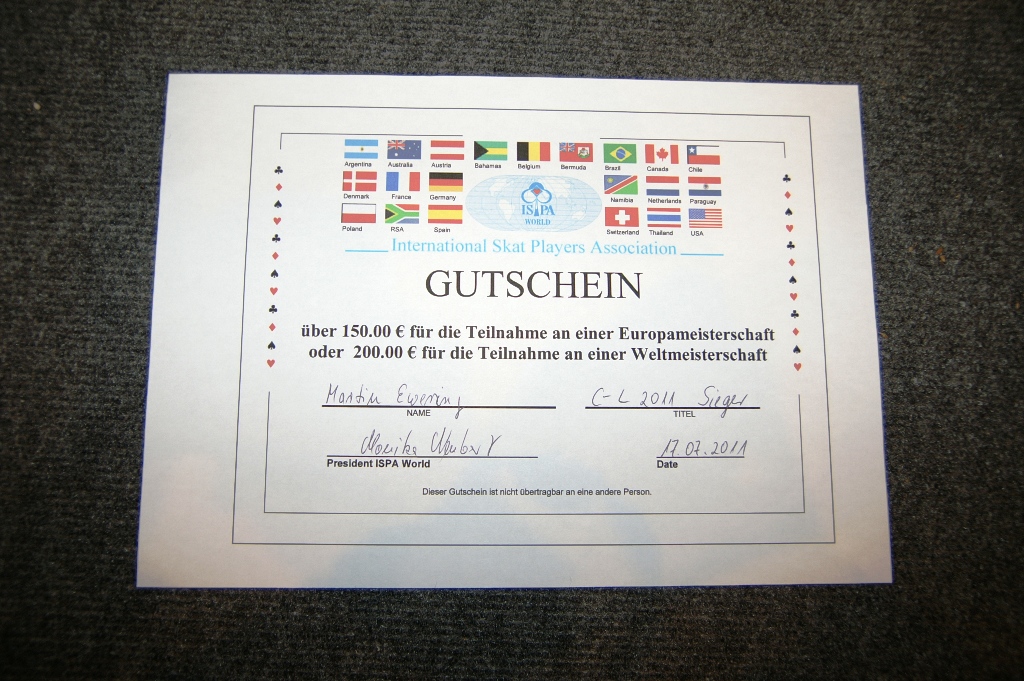 Argentina Australia Austria Bahamas Belgium Bermuda Brazil Canada Chile
Denmark France Germany Namibia Netherlands Paraguay
Poland RSA Spain Switzerland Thailand USA
ISPA
WORLD
International Skat Players Association
GUTSCHEIN
über 150.00 € für die Teilnahme an einer Europameisterschaft
oder 200.00 € für die Teilnahme an einer Weltmeisterschaft
Martin Ewering C-L 2011 Sieger
NAME TITEL
Monika 17.07.2011
President ISPA World Date
Dieser Gutschein ist nicht übertragbar an eine andere Person.